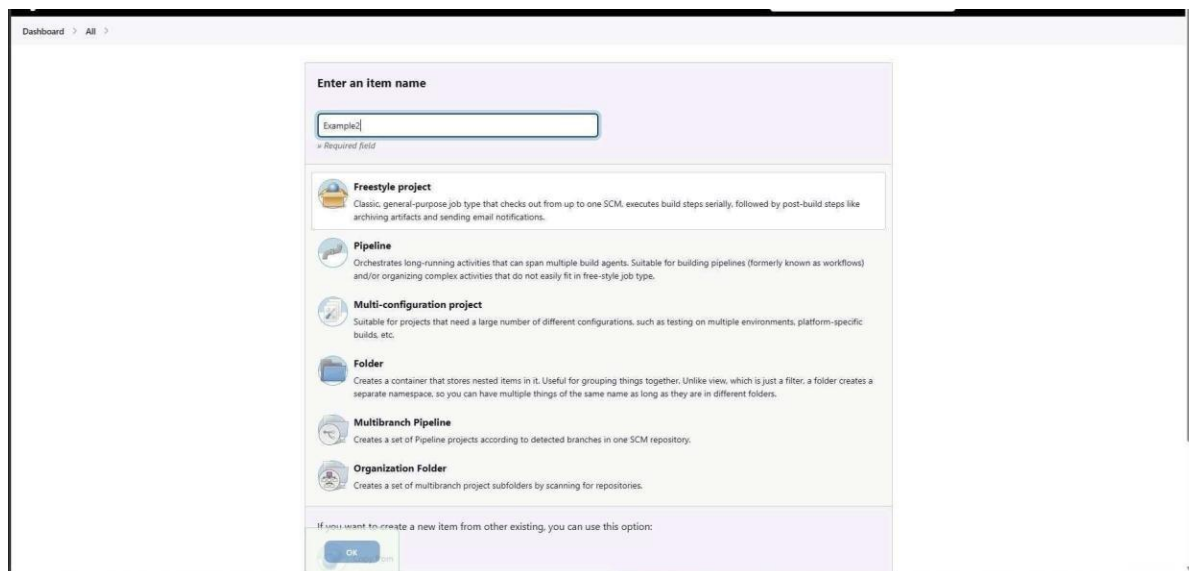 Dashboard > All >
Enter an item name
Example2
» Required field
Freestyle project
Classic, general-purpose job type that checks out from up to one SCM, executes build steps serially, followed by post-build steps like
archiving artifacts and sending email notifications.
Pipeline
Orchestrates long-running activities that can span multiple build agents. Suitable for building pipelines (formerly known as workflows)
and/or organizing complex activities that do not easily fit in free-style job type.
Multi-configuration project
Suitable for projects that need a large number of different configurations, such as testing on multiple environments, platform-specific
builds, etc.
Folder
Creates a container that stores nested items in it. Useful for grouping things together. Unlike view, which is just a filter, a folder creates a
separate namespace, so you can have multiple things of the same name as long as they are in different folders.
Multibranch Pipeline
Creates a set of Pipeline projects according to detected branches in one SCM repository.
Organization Folder
Creates a set of multibranch project subfolders by scanning for repositories.
If you want to create a new item from other existing, you can use this option:
OK
from